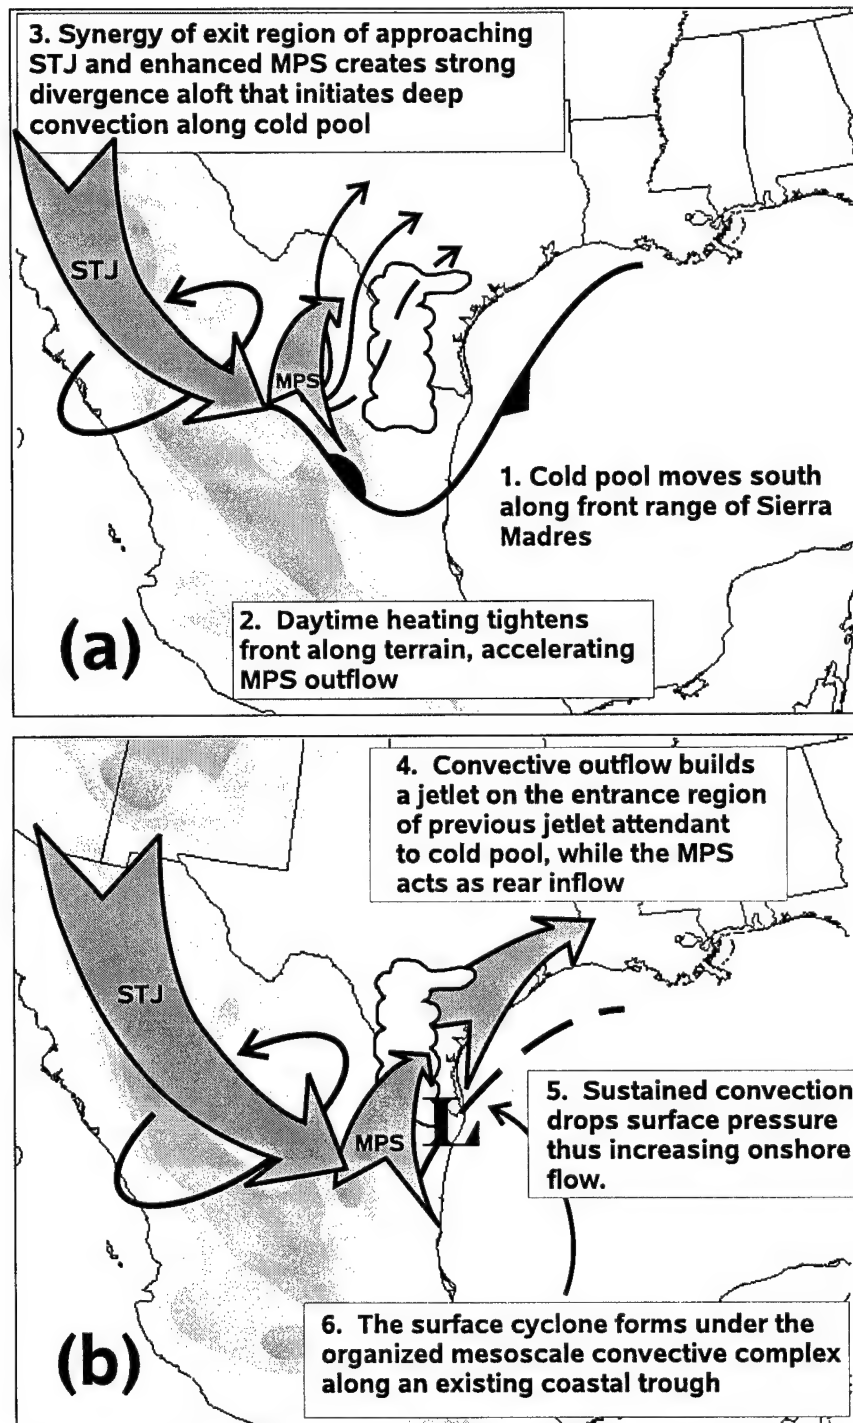 3. Synergy of exit region of approaching
STJ and enhanced MPS creates strong
divergence aloft that initiates deep
convection along cold pool
STJ
MPS
1. Cold pool moves south
along front range of Sierra
Madres
2. Daytime heating tightens
front along terrain, accelerating
MPS outflow
(a)
4. Convective outflow builds
a jetlet on the entrance region
of previous jetlet attendant
to cold pool, while the MPS
acts as rear inflow
STJ
MPS
L
5. Sustained convection
drops surface pressure
thus increasing onshore
flow.
6. The surface cyclone forms under the
organized mesoscale convective complex
along an existing coastal trough
(b)